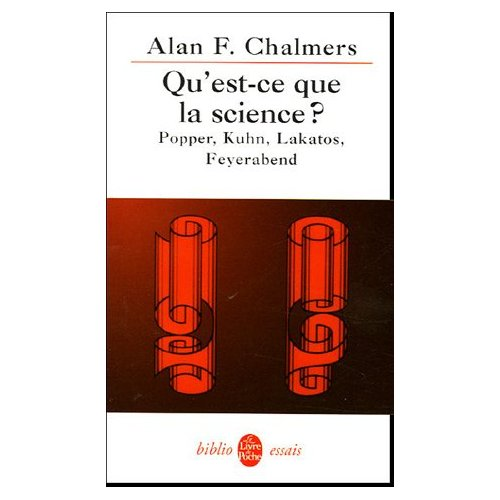 Alan F. Chalmers
Qu'est-ce que
la science ?
Popper, Kuhn, Lakatos,
Feyerabend
biblio essais
Le
Livre
de
Poche